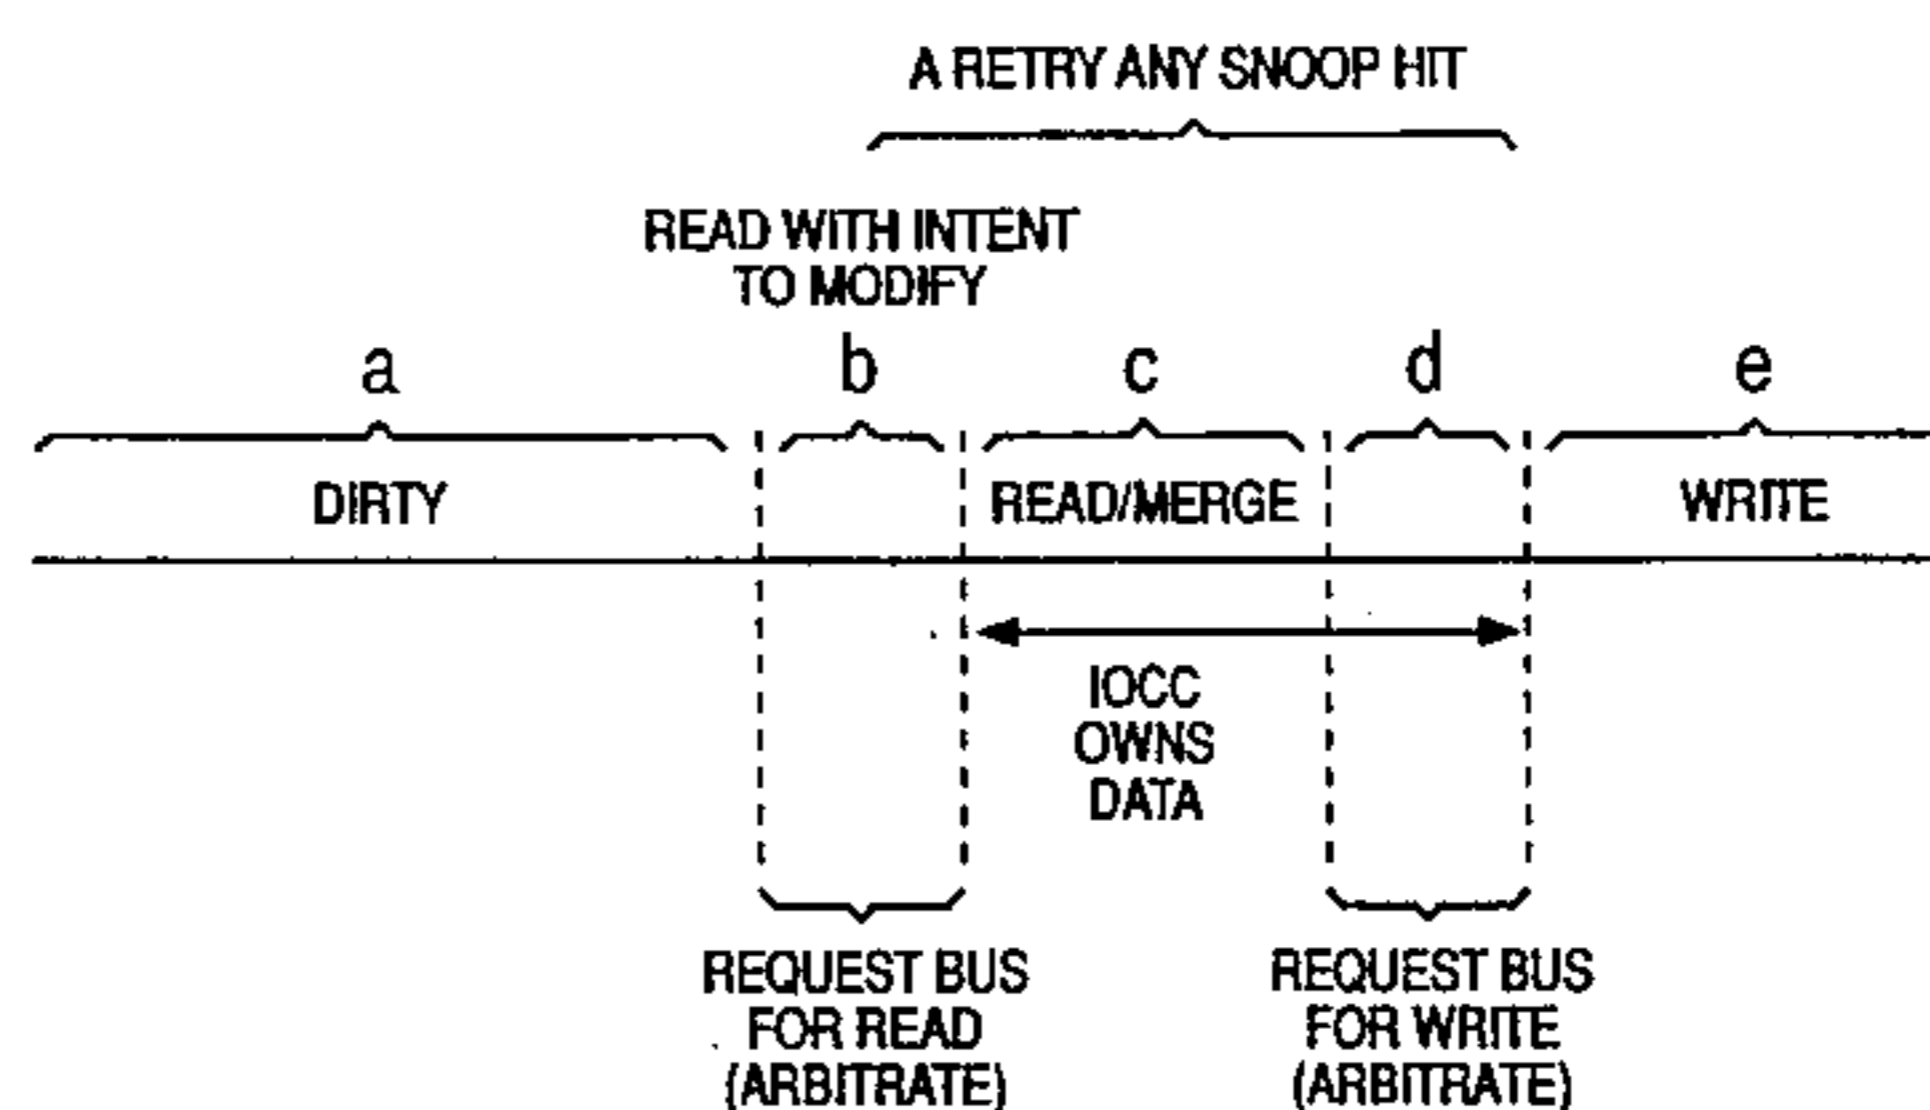 A RETRY ANY SNOOP HIT
READ WITH INTENT
TO MODIFY
a b c d e
DIRTY READ/MERGE WRITE
IOCC
OWNS
DATA
REQUEST BUS
FOR READ
(ARBITRATE)
REQUEST BUS
FOR WRITE
(ARBITRATE)